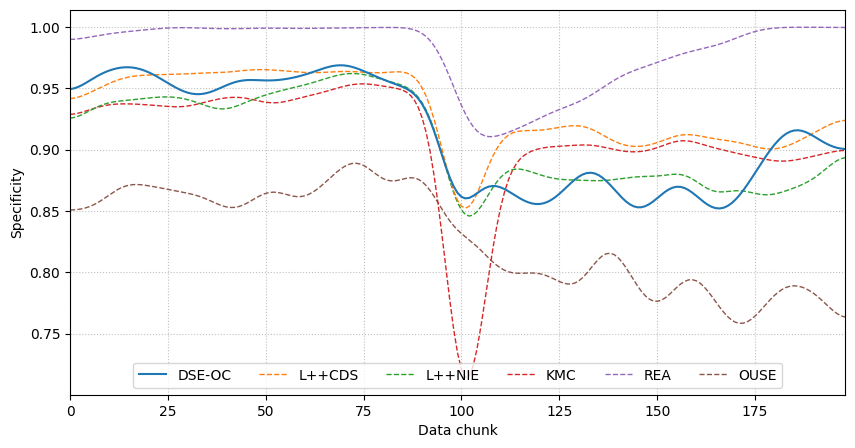 1.00
0.95
0.90
0.85
0.80
0.75
Specificity
DSE-OC L++CDS L++NIE KMC REA OUSE
0 25 50 75 100 125 150 175
Data chunk